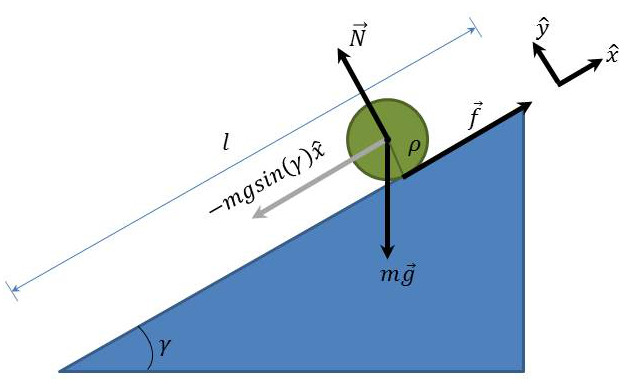 N⃗
ŷ
x̂
f⃗
l
ρ
−mgsin(γ)x̂
mg⃗
γ